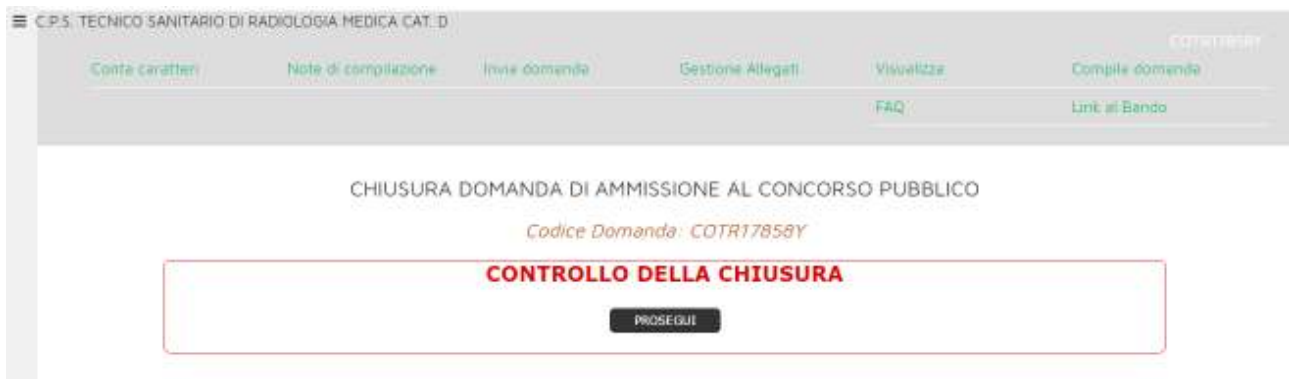 C.P.S. TECNICO SANITARIO DI RADIOLOGIA MEDICA CAT. D
COTR17858Y
Conta caratteri Note di compilazione Invia domanda Gestione Allegati Visualizza Compila domanda
FAQ Link al Bando
CHIUSURA DOMANDA DI AMMISSIONE AL CONCORSO PUBBLICO
Codice Domanda: COTR17858Y
CONTROLLO DELLA CHIUSURA
PROSEGUI